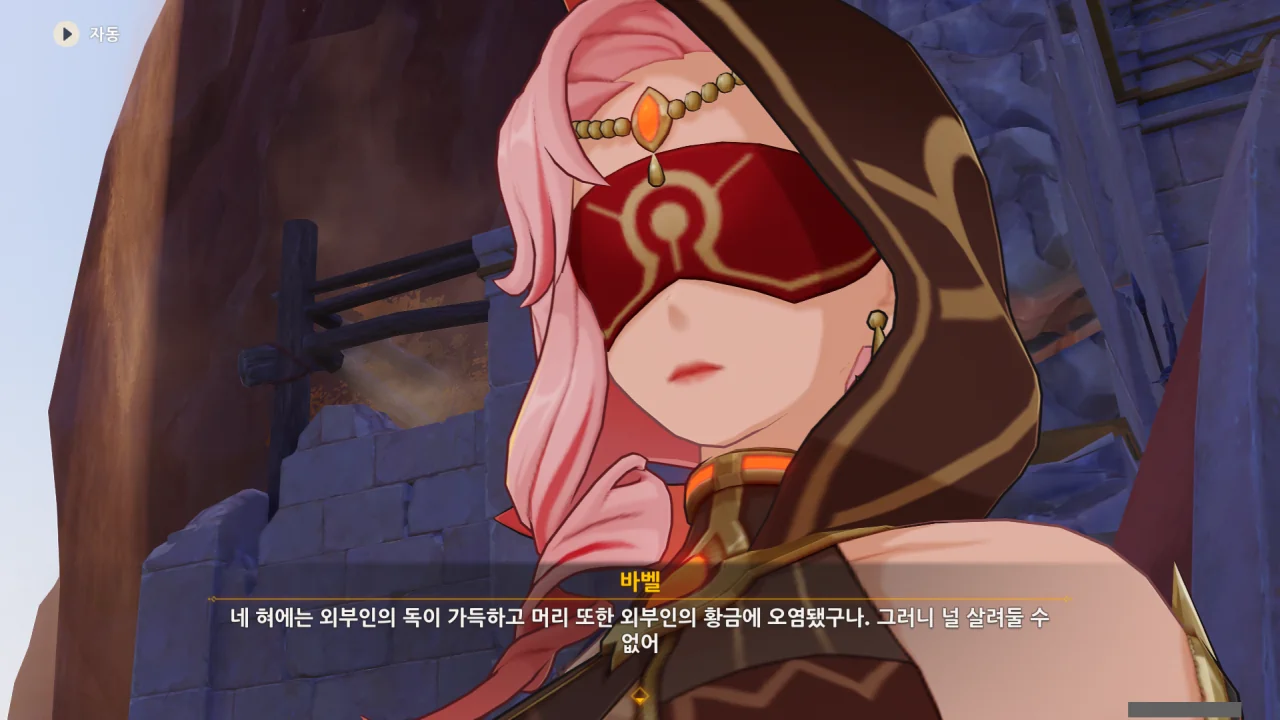 자동
바벨
네 혀에는 외부인의 독이 가득하고 머리 또한 외부인의 황금에 오염됐구나. 그러니 널 살려둘 수
없어